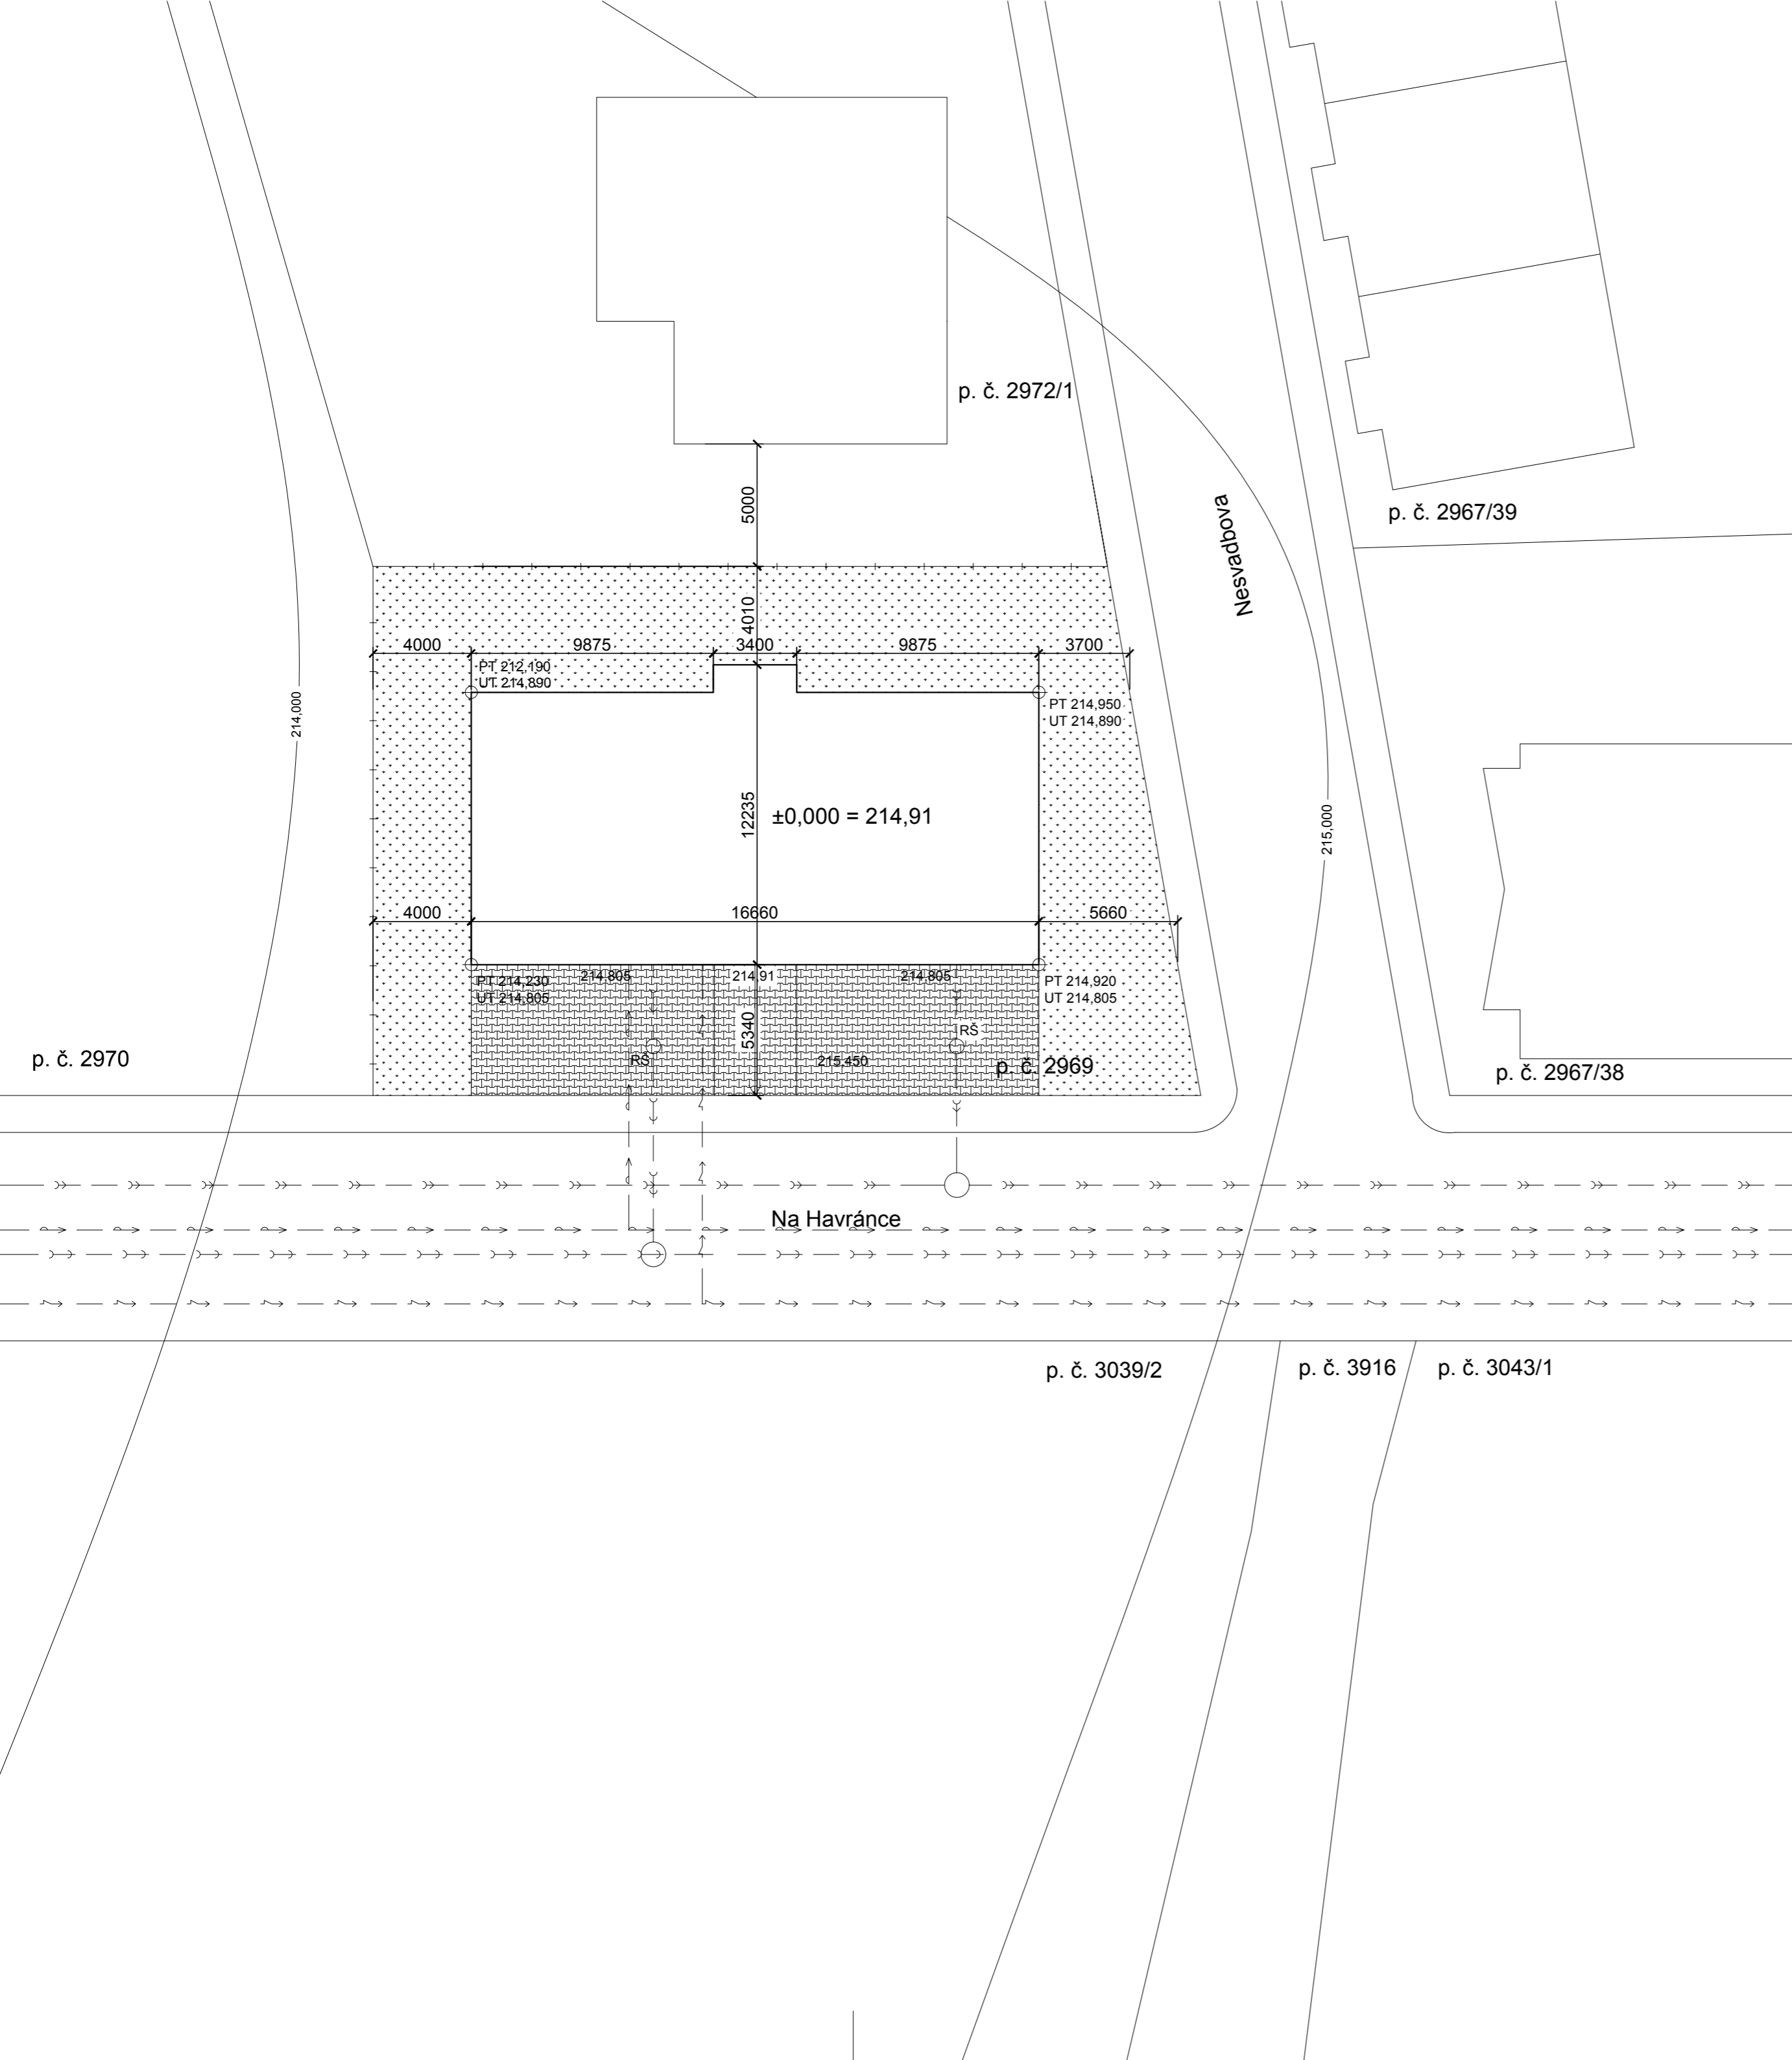 p. č. 2972/1
p. č. 2967/39
Nesvadbova
5000
4010
4000
9875
3400
9875
3700
PT 212,190
UT 214,890
PT 214,950
UT 214,890
214,000
12235
±0,000 = 214,91
215,000
4000
16660
5660
214,805
214,91
214,805
PT 214,230
UT 214,805
PT 214,920
UT 214,805
5340
RŠ
RŠ
215,450
p. č. 2969
p. č. 2970
p. č. 2967/38
Na Havránce
p. č. 3039/2
p. č. 3916
p. č. 3043/1